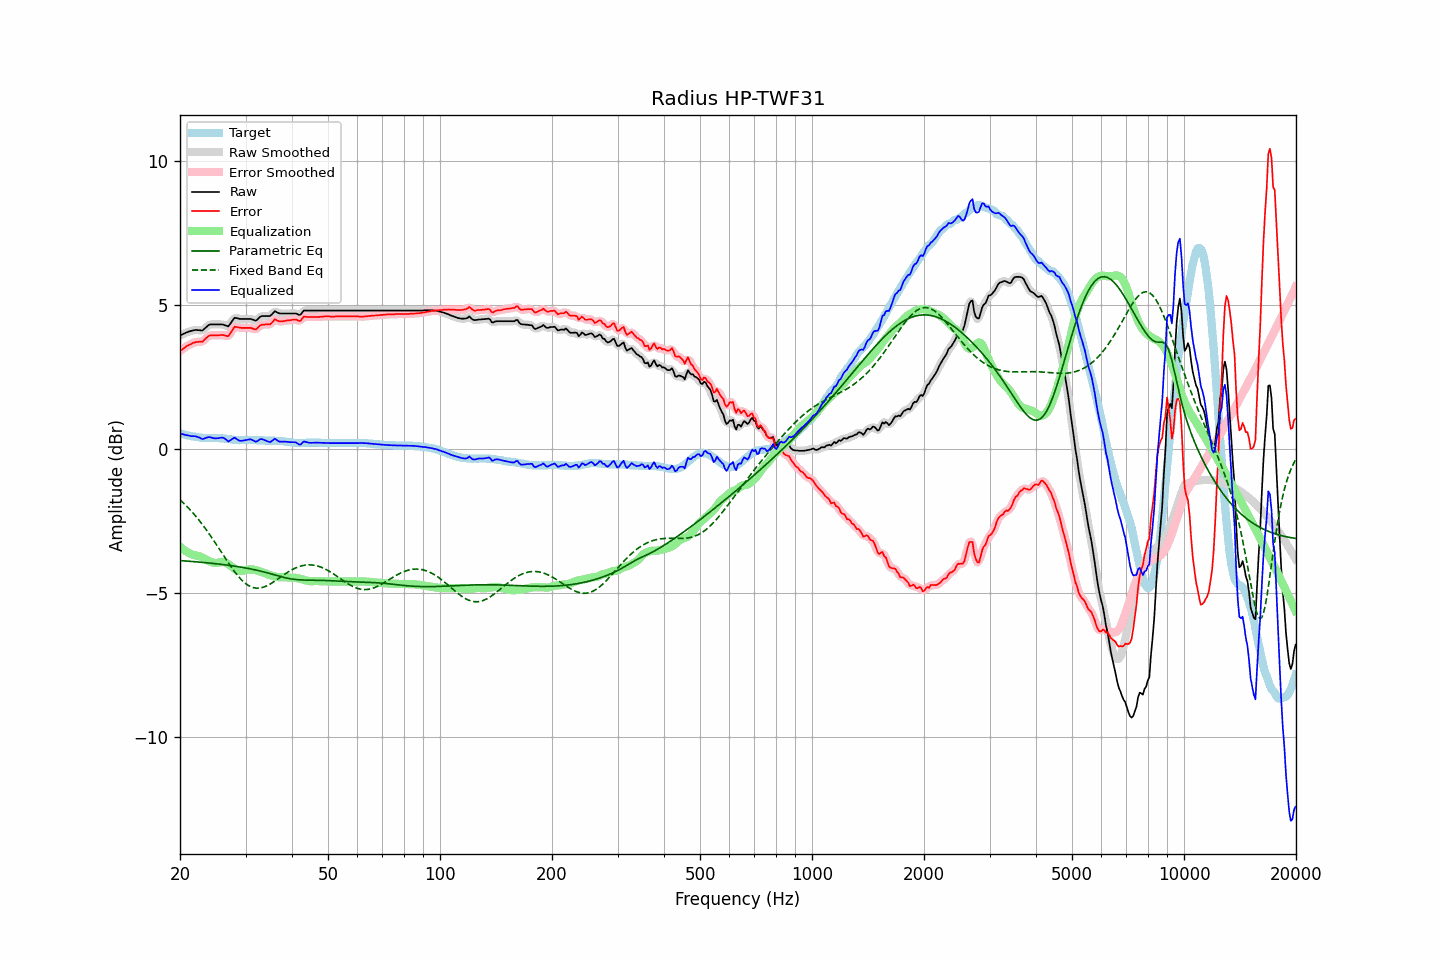 Radius HP-TWF31
Target
Raw Smoothed
Error Smoothed
Raw
Error
Equalization
Parametric Eq
Fixed Band Eq
Equalized
10
5
0
−5
−10
Amplitude (dBr)
20 50 100 200 500 1000 2000 5000 10000 20000
Frequency (Hz)